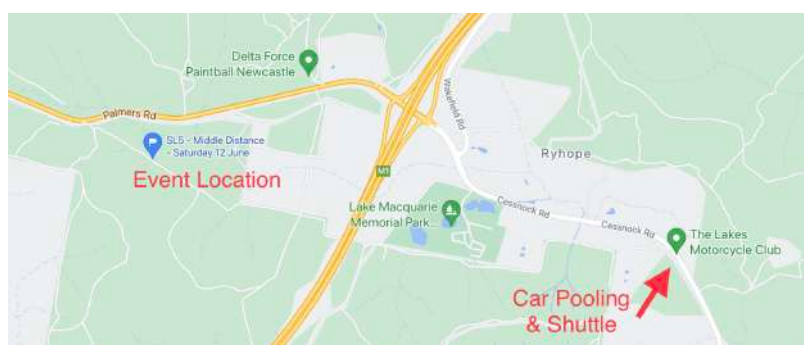 Delta Force
Paintball Newcastle
Wakefield Rd
Palmers Rd
SL5 - Middle Distance
- Saturday 12 June
Ryhope
Event Location
M1
Lake Macquarie
Memorial Park...
Cessnock Rd
Cessnock Rd
The Lakes
Motorcycle Club
Car Pooling
& Shuttle